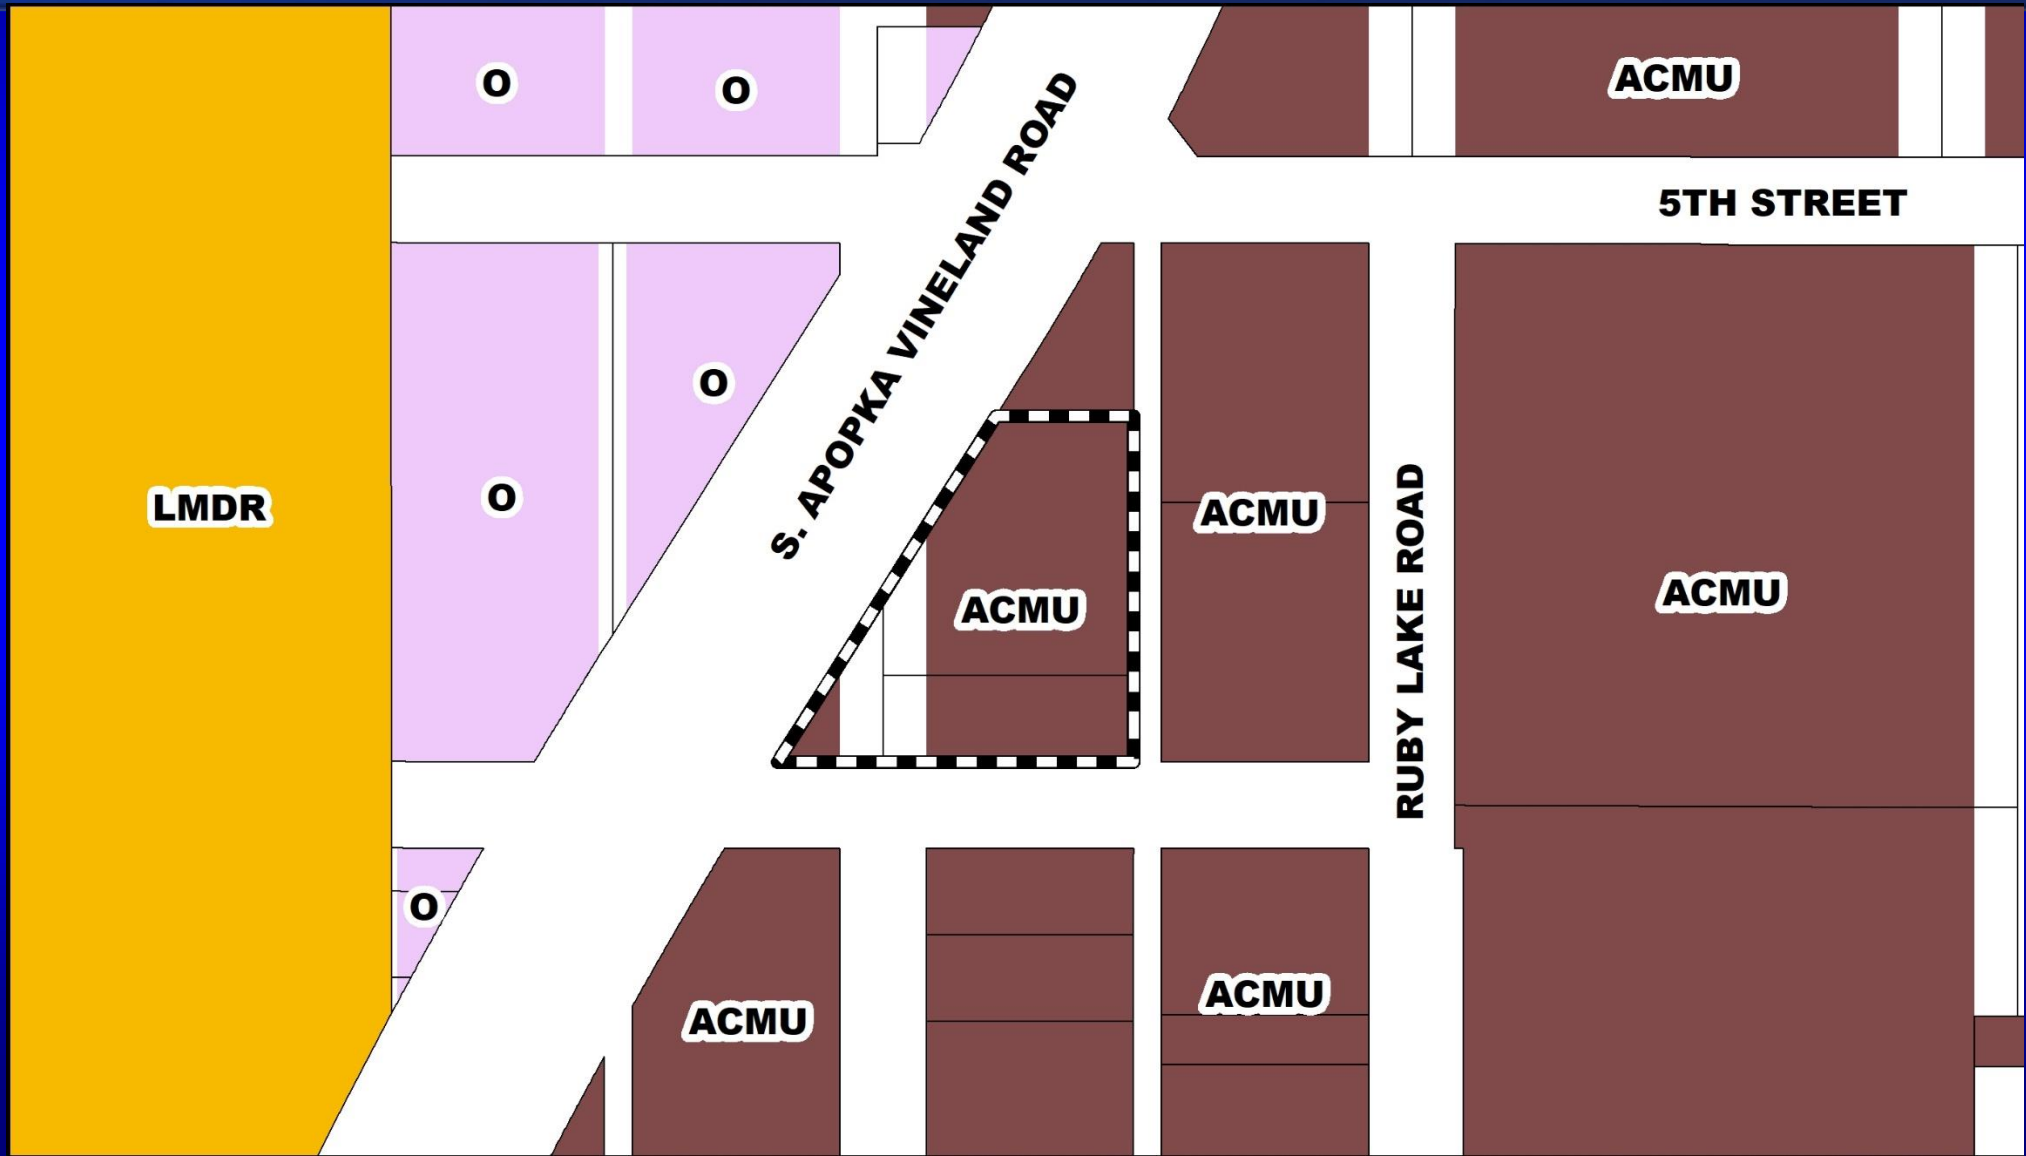 O
O
ACMU
S. APOPKA VINELAND ROAD
5TH STREET
O
LMDR
O
ACMU
ACMU
RUBY LAKE ROAD
ACMU
O
ACMU
ACMU